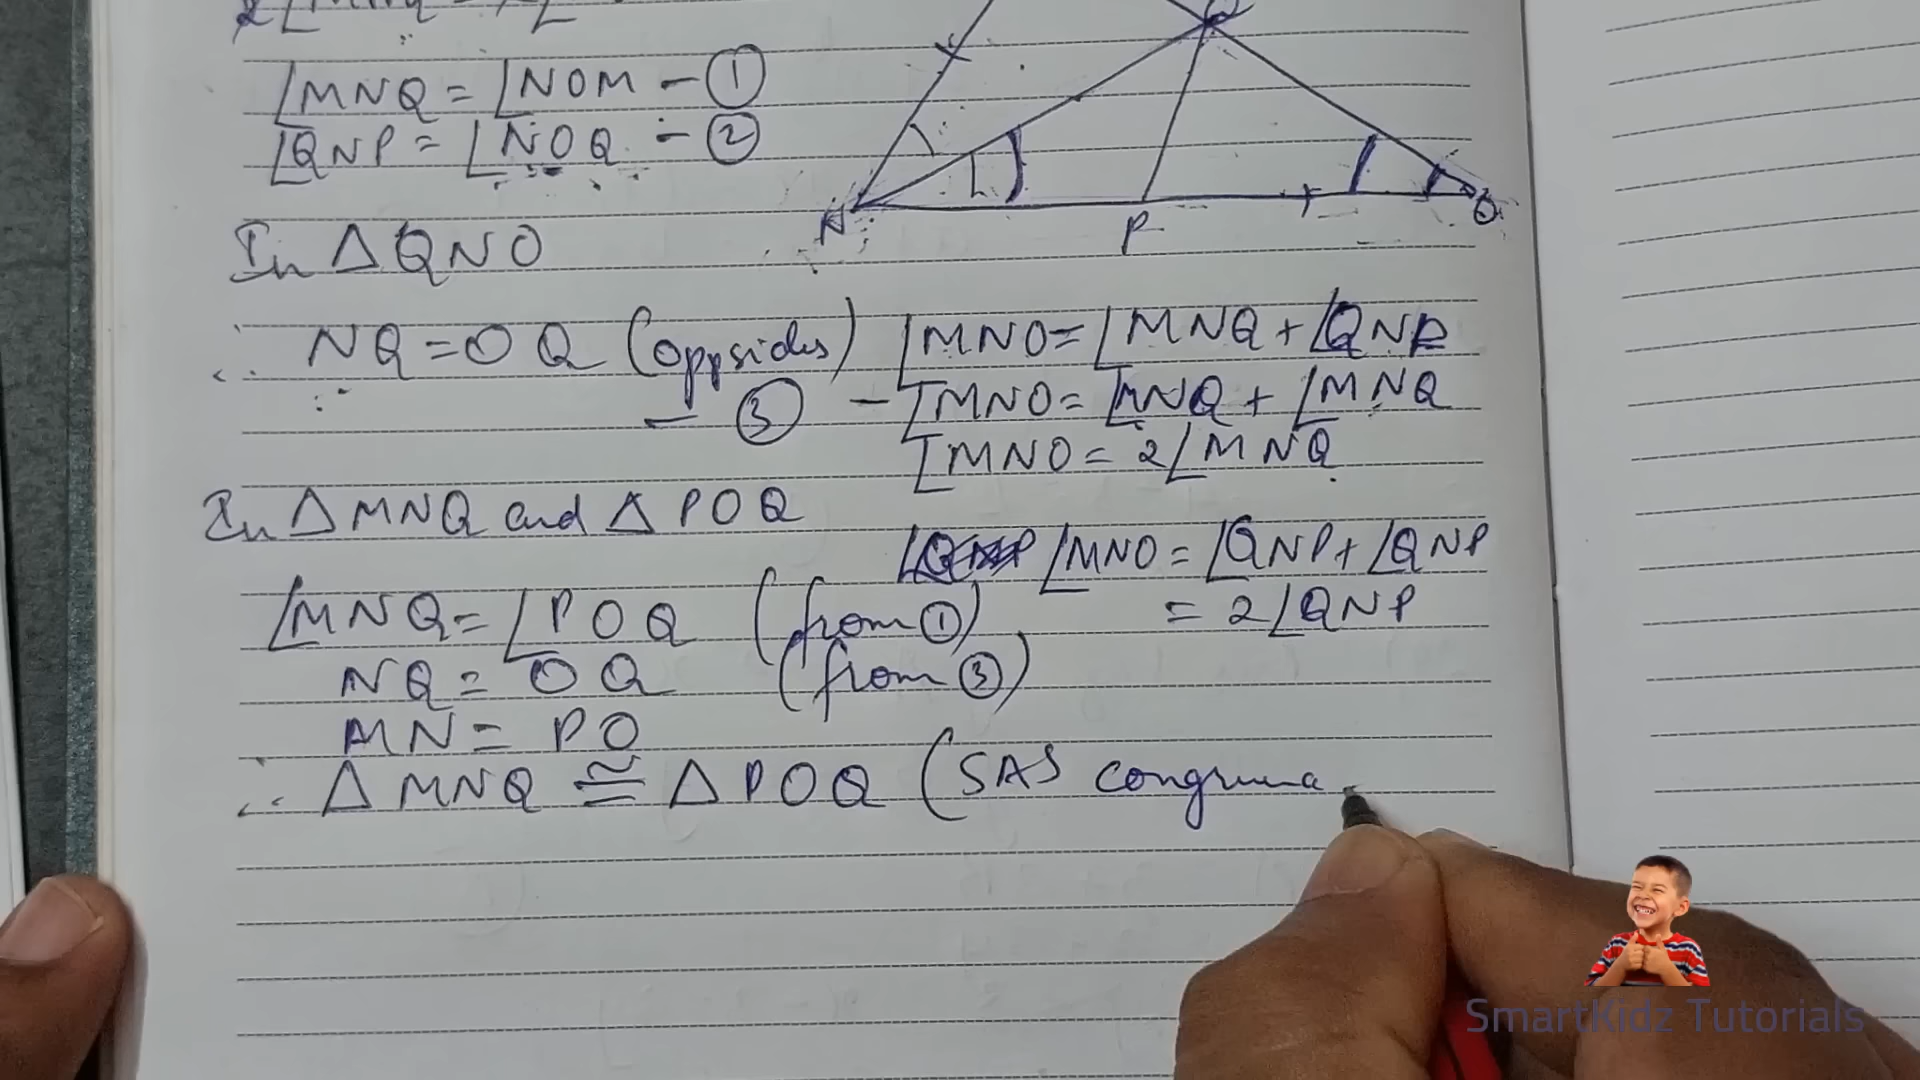 ∠MNQ = ∠NOM - ①
∠QNP = ∠NOQ - ②
N
P
O
In △QNO
∴ NQ = OQ (opp sides)
- ③
∠MNO = ∠MNQ + ∠QNP
- ∠MNO = ∠MNQ + ∠MNQ
∠MNO = 2∠MNQ
In △MNQ and △POQ
∠MNO = ∠QNP + ∠QNP
= 2∠QNP
∠MNQ = ∠POQ (from ①)
NQ = OQ (from ③)
MN = PO
∴ △MNQ ≅ △POQ (SAS congruenc
SmartKidz Tutorials